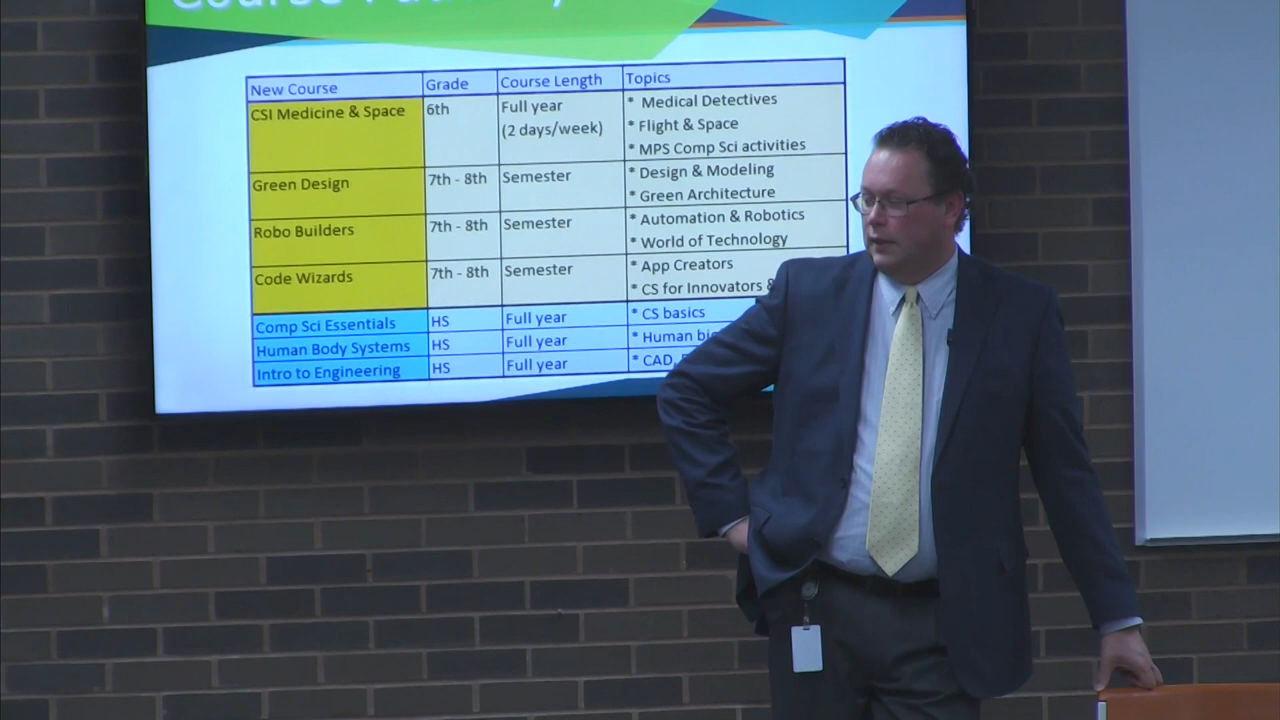 Course
New Course Grade Course Length Topics
CSI Medicine & Space 6th Full year * Medical Detectives
(2 days/week) * Flight & Space
* MPS Comp Sci activities
Green Design 7th - 8th Semester * Design & Modeling
* Green Architecture
Robo Builders 7th - 8th Semester * Automation & Robotics
* World of Technology
Code Wizards 7th - 8th Semester * App Creators
* CS for Innovators &
Comp Sci Essentials HS Full year * CS basics
Human Body Systems HS Full year * Human
Intro to Engineering HS Full year * CAD,